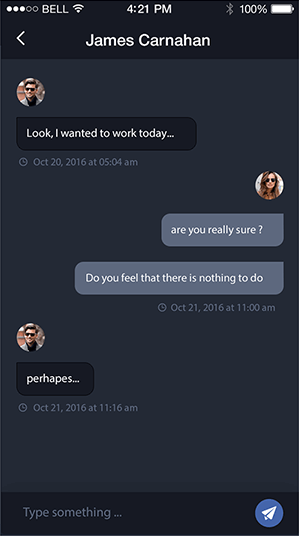 BELL 4:21 PM 100%
James Carnahan
Look, I wanted to work today...
Oct 20, 2016 at 05:04 am
are you really sure ?
Do you feel that there is nothing to do
Oct 21, 2016 at 11:00 am
perhapes...
Oct 21, 2016 at 11:16 am
Type something ...